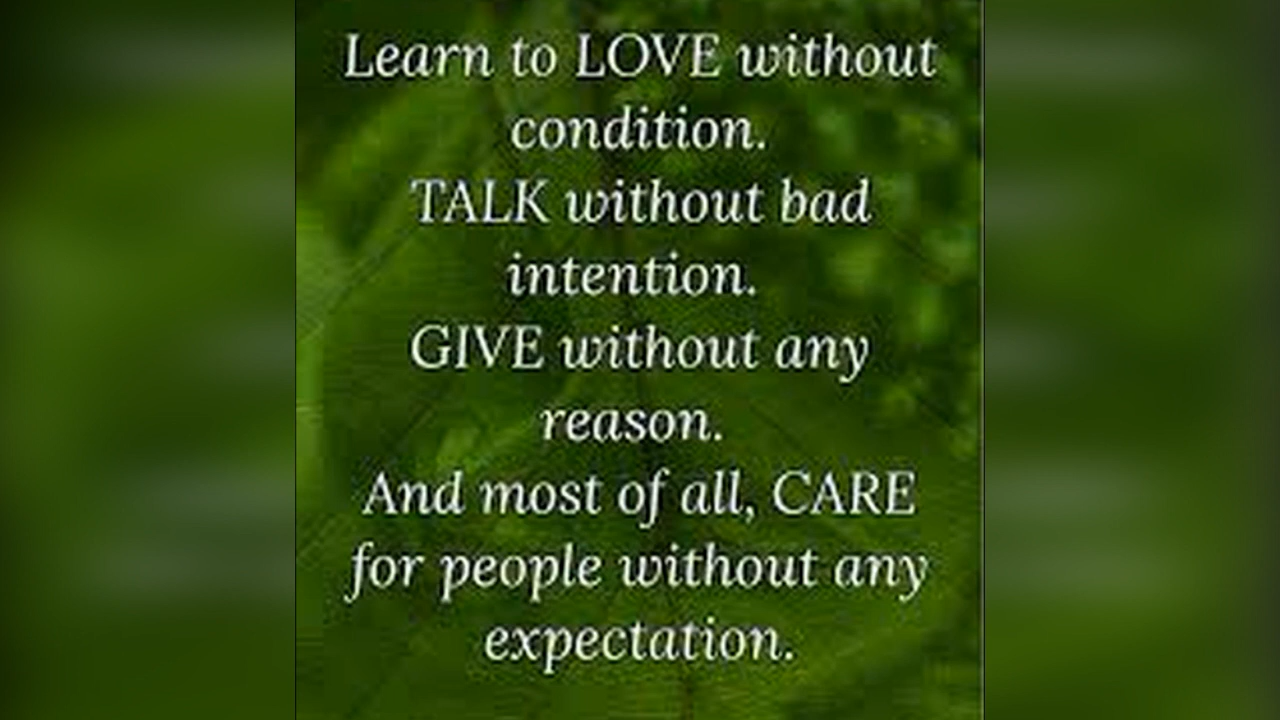 Learn to LOVE without
condition.
TALK without bad
intention.
GIVE without any
reason.
And most of all, CARE
for people without any
expectation.